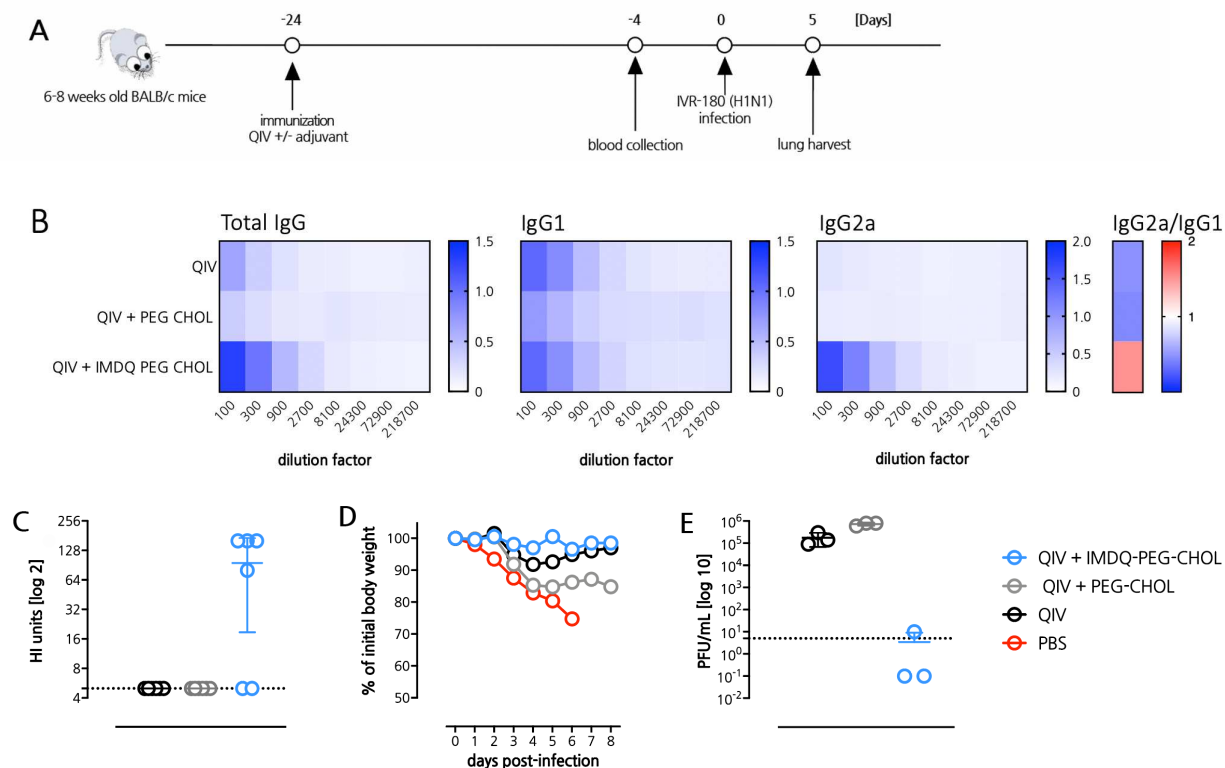 A
-24
-4
0
5
[Days]
6-8 weeks old BALB/c mice
immunization
QIV +/- adjuvant
blood collection
IVR-180 (H1N1)
infection
lung harvest
B
Total IgG
IgG1
IgG2a
IgG2a/IgG1
QIV
QIV + PEG CHOL
QIV + IMDQ PEG CHOL
1.5
1.0
0.5
0
1.5
1.0
0.5
0
2.0
1.5
1.0
0.5
0
2
1
100
300
900
2700
8100
24300
72900
218700
dilution factor
100
300
900
2700
8100
24300
72900
218700
dilution factor
100
300
900
2700
8100
24300
72900
218700
dilution factor
C
HI units [log 2]
256
128
64
32
16
8
4
D
% of initial body weight
100
90
80
70
60
50
0 1 2 3 4 5 6 7 8
days post-infection
E
PFU/mL [log 10]
10^6
10^5
10^4
10^3
10^2
10^1
10^0
10^-1
10^-2
QIV + IMDQ-PEG-CHOL
QIV + PEG-CHOL
QIV
PBS